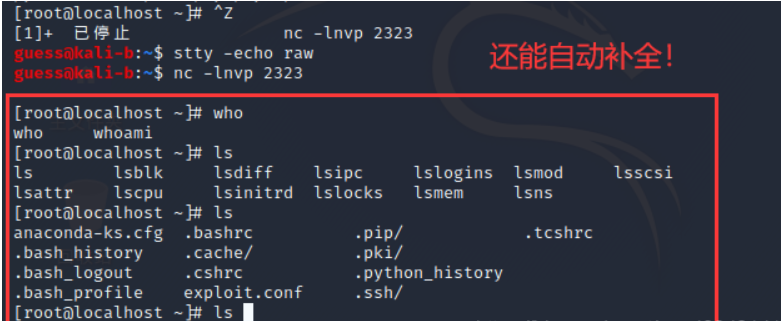 [root@localhost ~]# ^Z
[1]+ 已停止 nc -lnvp 2323
guess@kali-b:~$ stty -echo raw
guess@kali-b:~$ nc -lnvp 2323
还能自动补全！
[root@localhost ~]# who
who whoami
[root@localhost ~]# ls
ls lsblk lsdiff lsipc lslogins lsmod lsscsi
lsattr lscpu lsinitrd lslocks lsmem lsns
[root@localhost ~]# ls
anaconda-ks.cfg .bashrc .pip/ .tcshrc
.bash_history .cache/ .pki/
.bash_logout .cshrc .python_history
.bash_profile exploit.conf .ssh/
[root@localhost ~]# ls